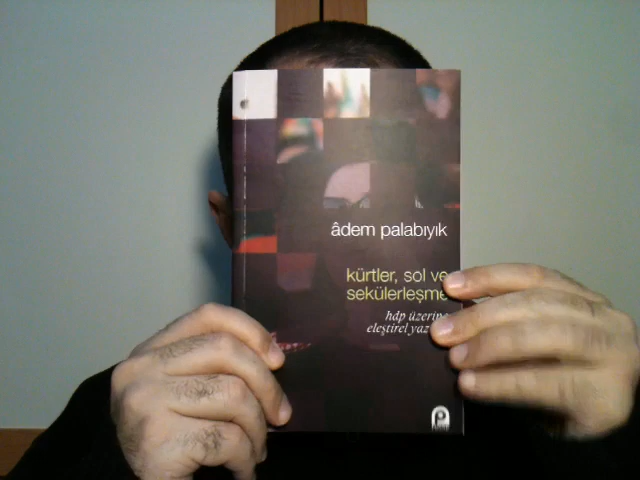 âdem palabıyık
kürtler, sol ve
sekülerleşme
hdp üzerine
eleştirel